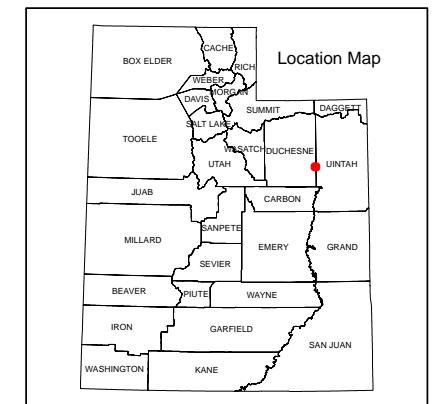 CACHE
Location Map
BOX ELDER
RICH
WEBER
MORGAN
DAVIS
SUMMIT
DAGGETT
SALT LAKE
TOOELE
WASATCH
DUCHESNE
UTAH
UINTAH
JUAB
CARBON
SANPETE
MILLARD
EMERY
GRAND
SEVIER
BEAVER
PIUTE
WAYNE
IRON
GARFIELD
SAN JUAN
WASHINGTON
KANE